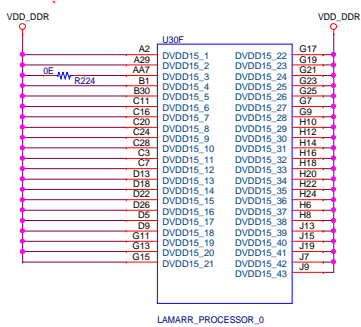 VDD_DDR VDD_DDR
U30F
A2 DVDD15_1 DVDD15_22 G17
A29 DVDD15_2 DVDD15_23 G19
0E R224 AA7 DVDD15_3 DVDD15_24 G21
B1 DVDD15_4 DVDD15_25 G23
B30 DVDD15_5 DVDD15_26 G25
C11 DVDD15_6 DVDD15_27 G7
C16 DVDD15_7 DVDD15_28 G9
C20 DVDD15_8 DVDD15_29 H10
C24 DVDD15_9 DVDD15_30 H12
C28 DVDD15_10 DVDD15_31 H14
C3 DVDD15_11 DVDD15_32 H16
C7 DVDD15_12 DVDD15_33 H18
D13 DVDD15_13 DVDD15_34 H20
D18 DVDD15_14 DVDD15_35 H22
D22 DVDD15_15 DVDD15_36 H24
D26 DVDD15_16 DVDD15_37 H6
D5 DVDD15_17 DVDD15_38 H8
D9 DVDD15_18 DVDD15_39 J13
G11 DVDD15_19 DVDD15_40 J15
G13 DVDD15_20 DVDD15_41 J19
G15 DVDD15_21 DVDD15_42 J7
DVDD15_43 J9
LAMARR_PROCESSOR_0